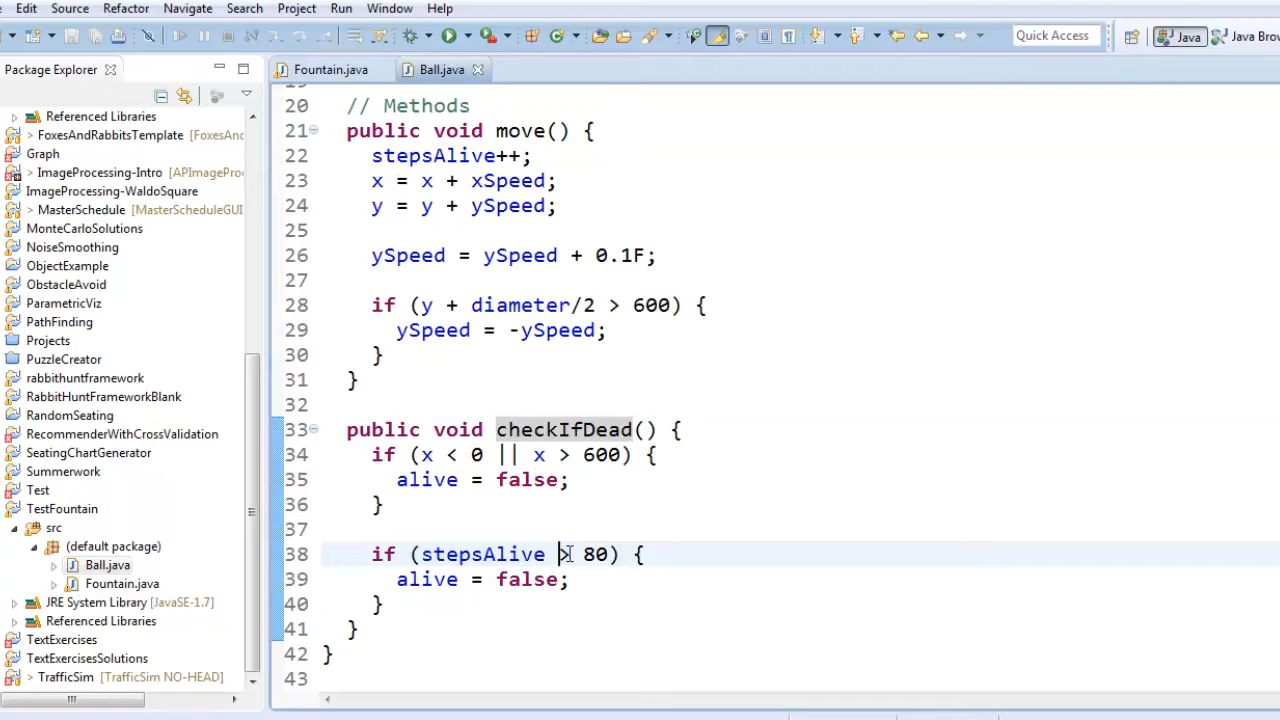 Edit Source Refactor Navigate Search Project Run Window Help
Quick Access
Java
Java Brow
Package Explorer
Fountain.java
Ball.java
Referenced Libraries
> FoxesAndRabbitsTemplate [FoxesAnd
Graph
> ImageProcessing-Intro [APImagePro
ImageProcessing-WaldoSquare
> MasterSchedule [MasterScheduleGUI
MonteCarloSolutions
NoiseSmoothing
ObjectExample
ObstacleAvoid
ParametricViz
PathFinding
Projects
PuzzleCreator
rabbithuntframework
RabbitHuntFrameworkBlank
RandomSeating
RecommenderWithCrossValidation
SeatingChartGenerator
Summerwork
Test
TestFountain
src
(default package)
Ball.java
Fountain.java
JRE System Library [JavaSE-1.7]
Referenced Libraries
TextExercises
TextExercisesSolutions
> TrafficSim [TrafficSim NO-HEAD]
19
20 // Methods
21 public void move() {
22 stepsAlive++;
23 x = x + xSpeed;
24 y = y + ySpeed;
25
26 ySpeed = ySpeed + 0.1F;
27
28 if (y + diameter/2 > 600) {
29 ySpeed = -ySpeed;
30 }
31 }
32
33 public void checkIfDead() {
34 if (x < 0 || x > 600) {
35 alive = false;
36 }
37
38 if (stepsAlive > 80) {
39 alive = false;
40 }
41 }
42 }
43